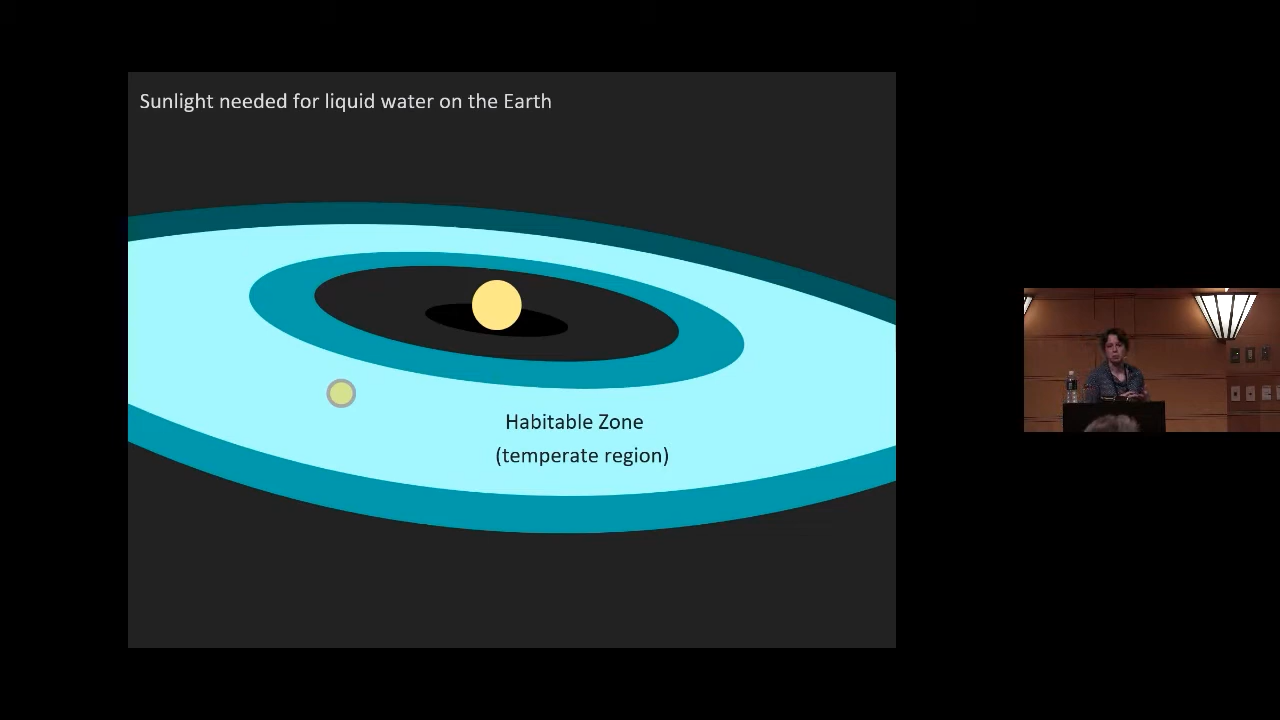 Sunlight needed for liquid water on the Earth
Habitable Zone
(temperate region)